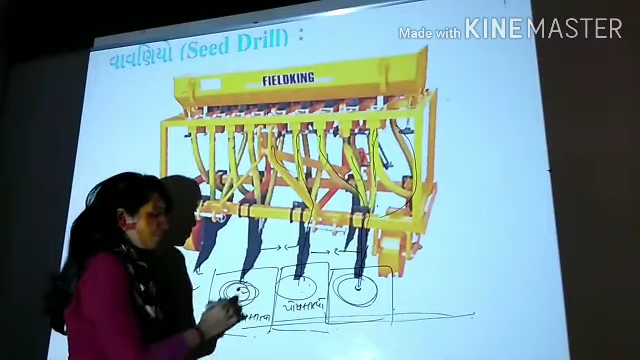 Made with KINEMASTER
વાવણિયો (Seed Drill) :
FIELDKING